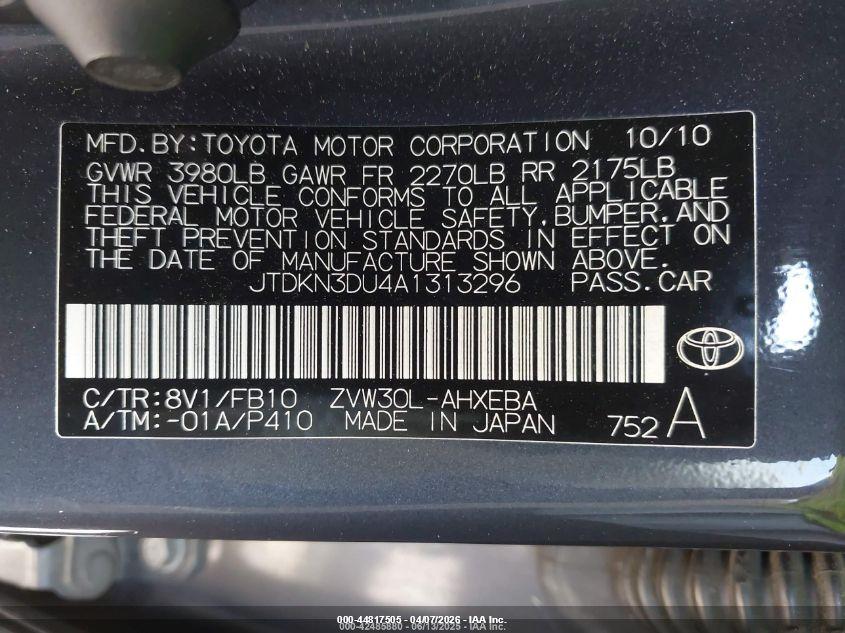 MFD.BY:TOYOTA MOTOR CORPORATION 10/10
GVWR 3980LB GAWR FR 2270LB RR 2175LB
THIS VEHICLE CONFORMS TO ALL APPLICABLE
FEDERAL MOTOR VEHICLE SAFETY,BUMPER,AND
THEFT PREVENTION STANDARDS IN EFFECT ON
THE DATE OF MANUFACTURE SHOWN ABOVE.
JTDKN3DU4A1313296 PASS.CAR
C/TR:8V1/FB10 ZVW30L-AHXEBA
A/TM:-01A/P410 MADE IN JAPAN 752 A
000-44817505 - 04/07/2026 - IAA Inc.
000-42485880 - 06/13/2025 - IAA Inc.